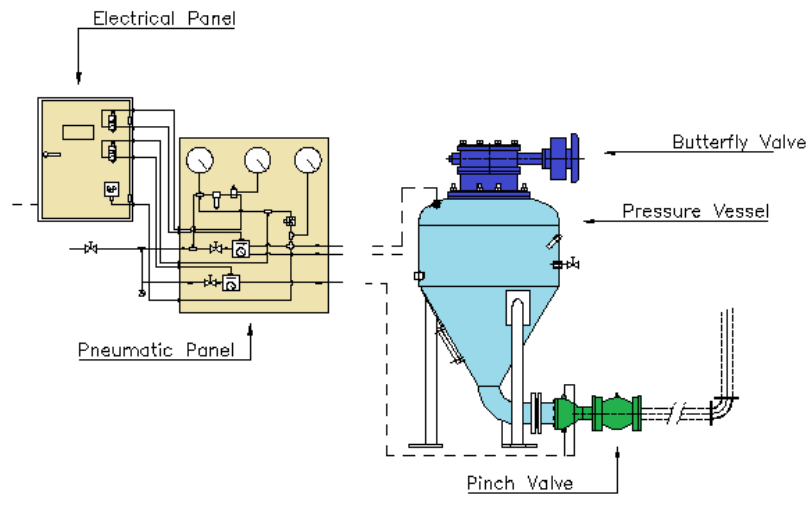 Electrical Panel
Butterfly Valve
Pressure Vessel
Pneumatic Panel
Pinch Valve